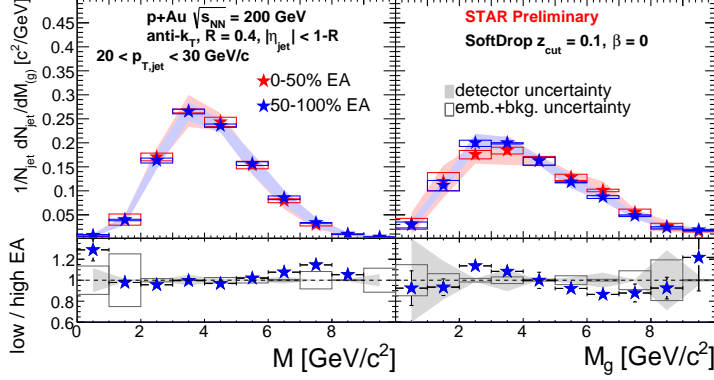 p+Au √s_NN = 200 GeV
anti-k_T, R = 0.4, |η_jet| < 1-R
20 < p_T,jet < 30 GeV/c
0-50% EA
50-100% EA
STAR Preliminary
SoftDrop z_cut = 0.1, β = 0
detector uncertainty
emb.+bkg. uncertainty
1/N_jet dN_jet/dM_(g) [c²/GeV]
0.45
0.4
0.35
0.3
0.25
0.2
0.15
0.1
0.05
low / high EA
1.2
1
0.8
0.6
0 2 4 6 8
2 4 6 8
M [GeV/c²]
M_g [GeV/c²]